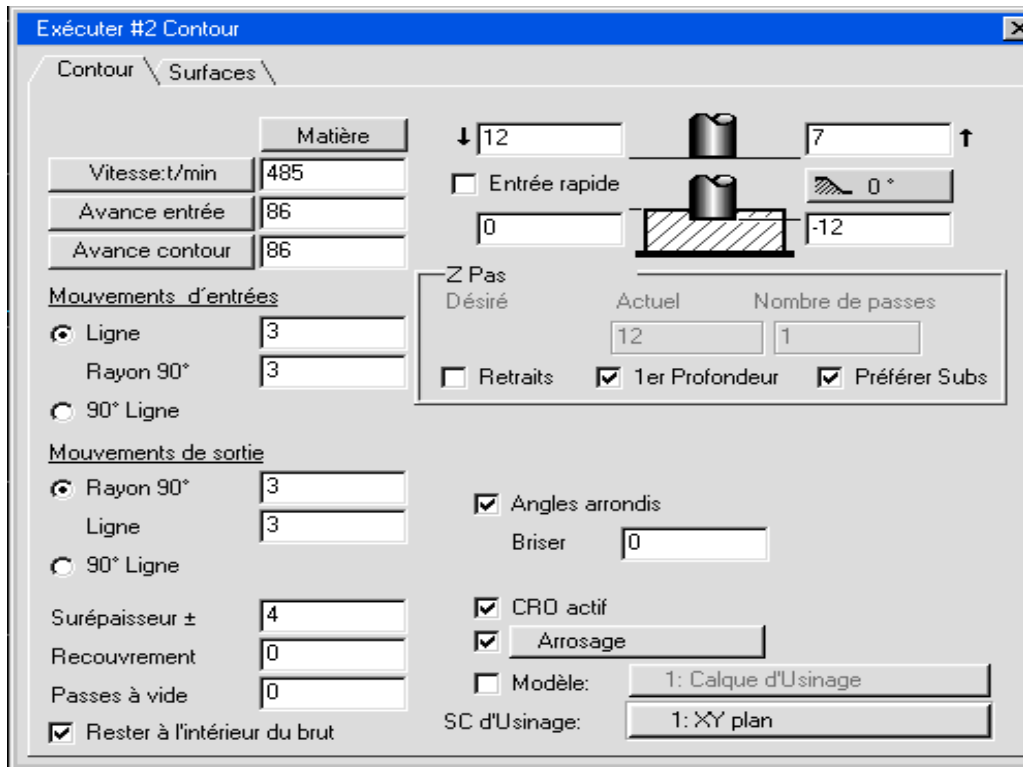 Exécuter #2 Contour
Contour Surfaces
Matière
Vitesse:t/min 485
Avance entrée 86
Avance contour 86
Mouvements d'entrées
Ligne 3
Rayon 90° 3
90° Ligne
Mouvements de sortie
Rayon 90° 3
Ligne 3
90° Ligne
Surépaisseur ± 4
Recouvrement 0
Passes à vide 0
Rester à l'intérieur du brut
12 7
Entrée rapide 0 °
0 -12
Z Pas
Désiré Actuel Nombre de passes
12 1
Retraits 1er Profondeur Préférer Subs
Angles arrondis
Briser 0
CRO actif
Arrosage
Modèle: 1: Calque d'Usinage
SC d'Usinage: 1: XY plan